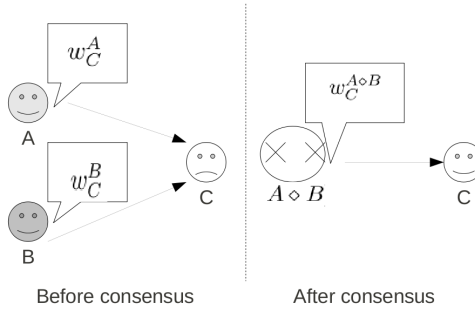 w_C^A
A
w_C^B
B
C
Before consensus
w_C^{A⋄B}
A ⋄ B
C
After consensus